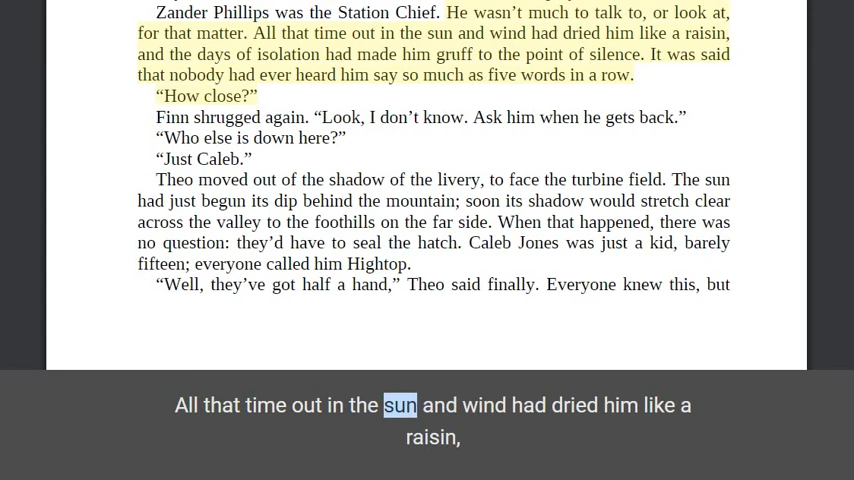 Zander Phillips was the Station Chief. He wasn’t much to talk to, or look at,
for that matter. All that time out in the sun and wind had dried him like a raisin,
and the days of isolation had made him gruff to the point of silence. It was said
that nobody had ever heard him say so much as five words in a row.
“How close?”
Finn shrugged again. “Look, I don’t know. Ask him when he gets back.”
“Who else is down here?”
“Just Caleb.”
Theo moved out of the shadow of the livery, to face the turbine field. The sun
had just begun its dip behind the mountain; soon its shadow would stretch clear
across the valley to the foothills on the far side. When that happened, there was
no question: they’d have to seal the hatch. Caleb Jones was just a kid, barely
fifteen; everyone called him Hightop.
“Well, they’ve got half a hand,” Theo said finally. Everyone knew this, but
All that time out in the sun and wind had dried him like a
raisin,